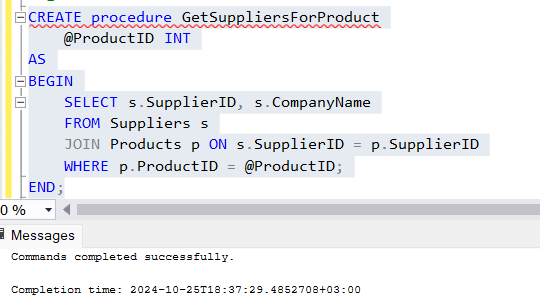 CREATE procedure GetSuppliersForProduct
    @ProductID INT
AS
BEGIN
    SELECT s.SupplierID, s.CompanyName
    FROM Suppliers s
    JOIN Products p ON s.SupplierID = p.SupplierID
    WHERE p.ProductID = @ProductID;
END;
0 %
Messages
Commands completed successfully.
Completion time: 2024-10-25T18:37:29.4852708+03:00